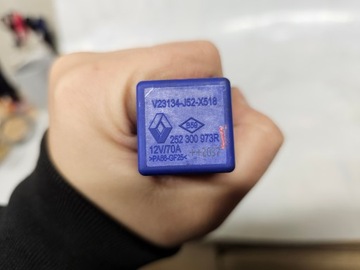 V23134-J52-X518
252 300 973R
12V/70A
>PA66-GF25<